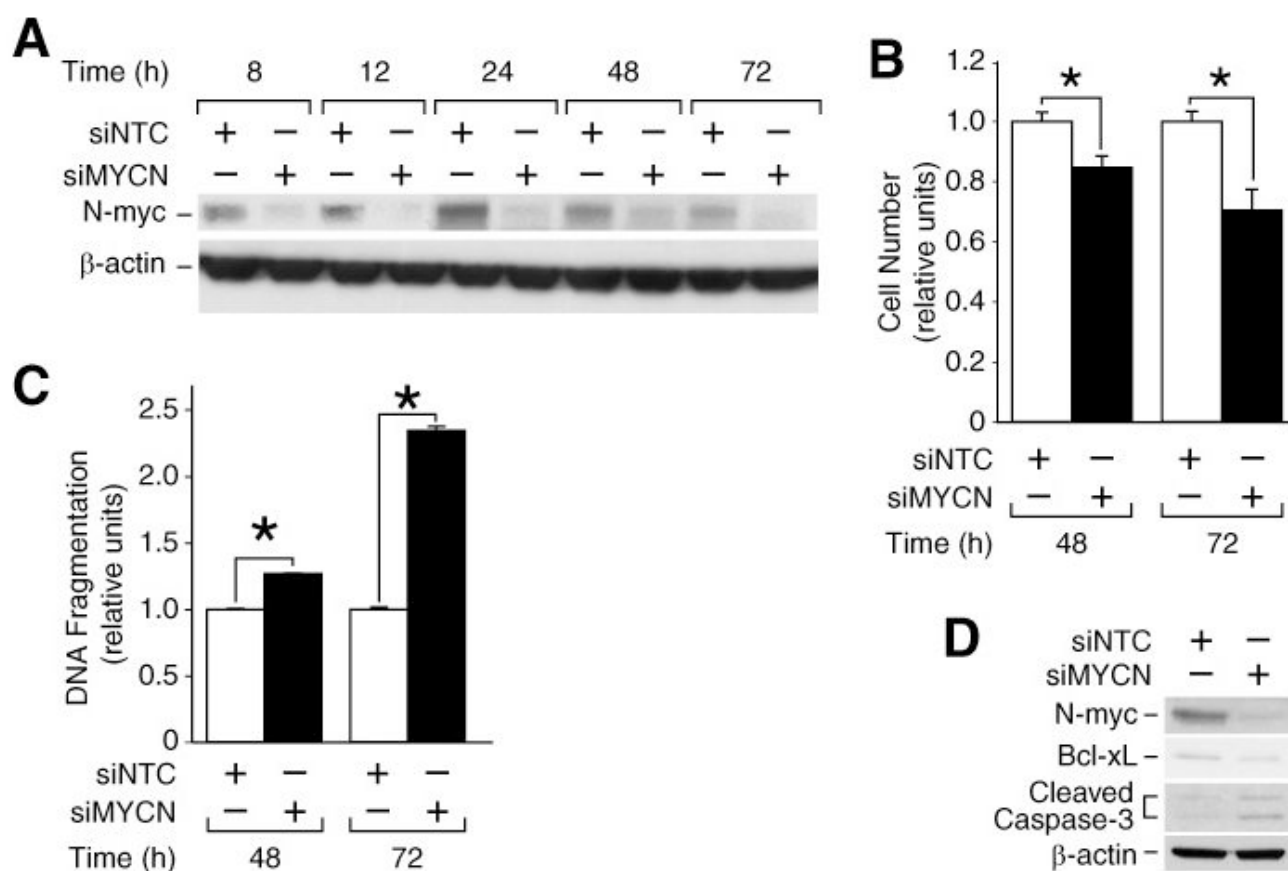 A
Time (h) 8 12 24 48 72
siNTC + − + − + − + − + −
siMYCN − + − + − + − + − +
N-myc –
β-actin –
B
Cell Number
(relative units)
1.2
1.0
0.8
0.6
0.4
0.2
0
* *
siNTC + − + −
siMYCN − + − +
Time (h) 48 72
C
DNA Fragmentation
(relative units)
2.5
2.0
1.5
1.0
0.5
0
* *
siNTC + − + −
siMYCN − + − +
Time (h) 48 72
D
siNTC + −
siMYCN − +
N-myc –
Bcl-xL –
Cleaved
Caspase-3
β-actin –